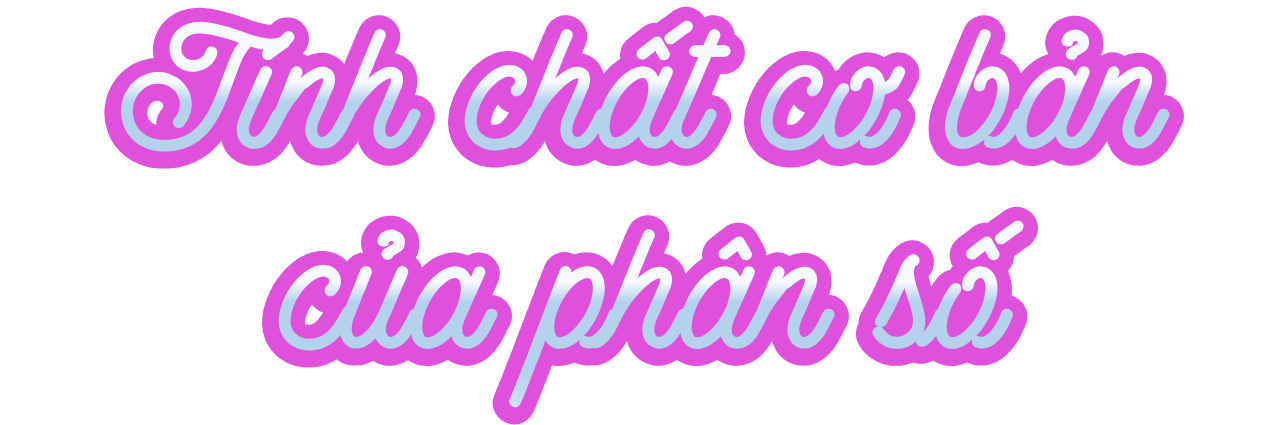 Tính chất cơ bản
của phân số